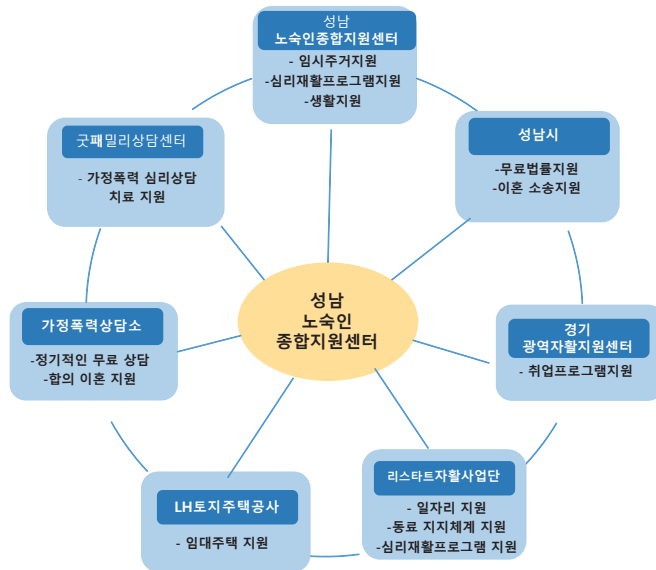 성남
노숙인종합지원센터
- 임시주거지원
-심리재활프로그램지원
-생활지원
성남시
-무료법률지원
-이혼 소송지원
굿패밀리상담센터
- 가정폭력 심리상담
치료 지원
성남
노숙인
종합지원센터
가정폭력상담소
-정기적인 무료 상담
-합의 이혼 지원
경기
광역자활지원센터
- 취업프로그램지원
리스타트자활사업단
- 일자리 지원
-동료 지지체계 지원
-심리재활프로그램 지원
LH토지주택공사
- 임대주택 지원